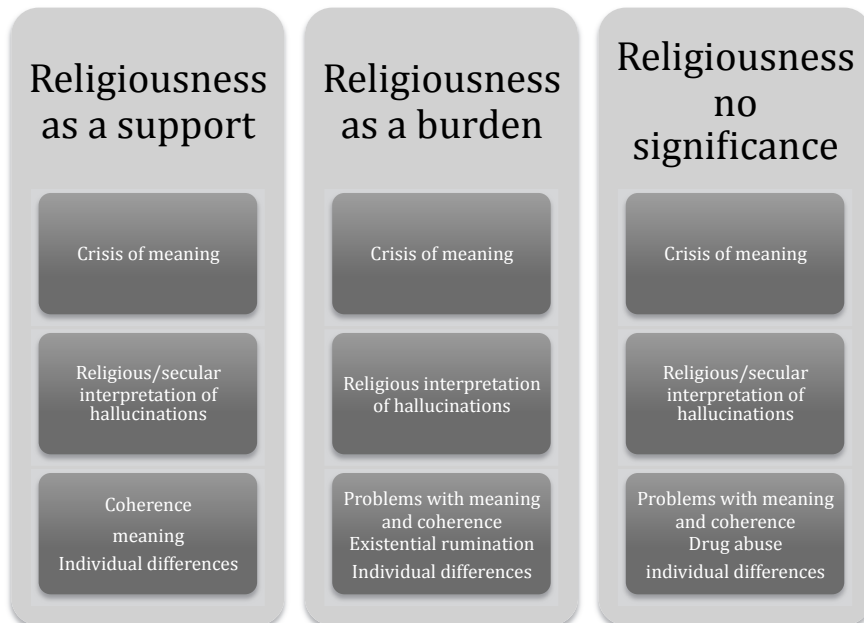 Religiousness
as a support
Crisis of meaning
Religious/secular
interpretation of
hallucinations
Coherence
meaning
Individual differences
Religiousness
as a burden
Crisis of meaning
Religious interpretation
of hallucinations
Problems with meaning
and coherence
Existential rumination
Individual differences
Religiousness
no
significance
Crisis of meaning
Religious/secular
interpretation of
hallucinations
Problems with meaning
and coherence
Drug abuse
individual differences